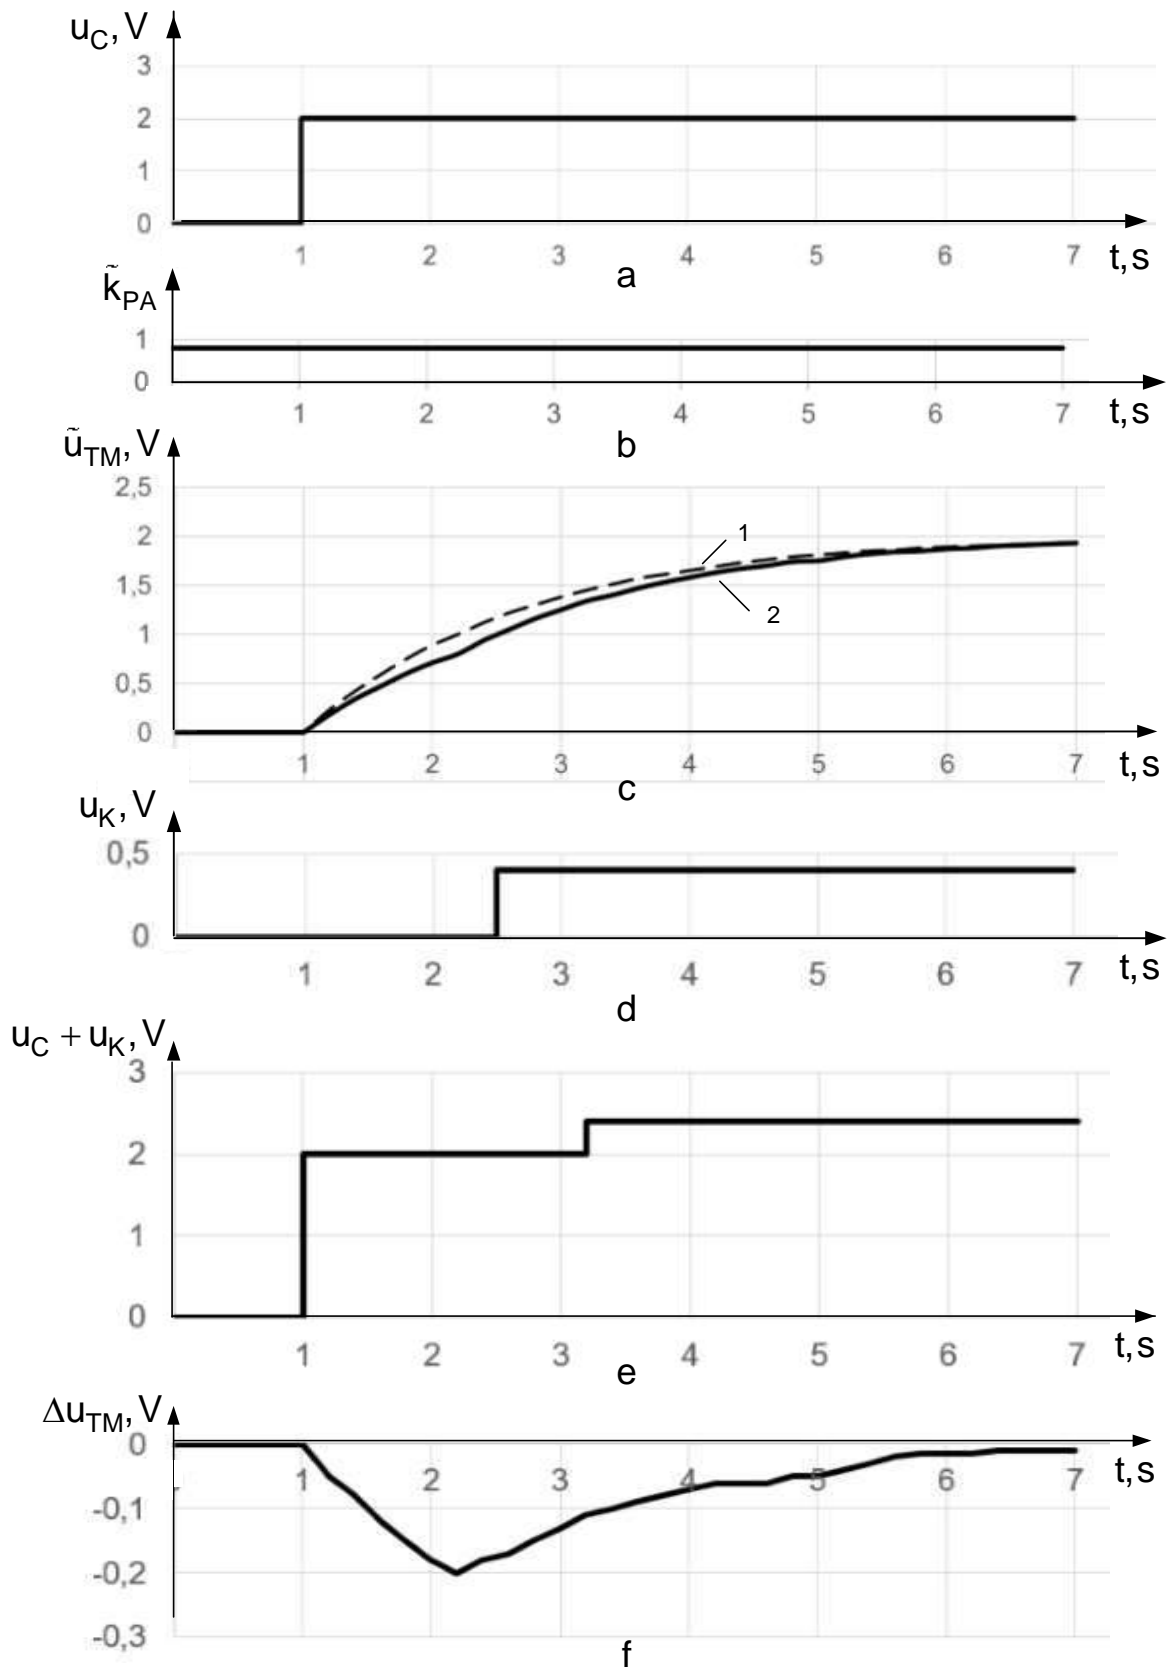 u_C, V
3
2
1
0
1 2 3 4 5 6 7 t, s
a
k̃_PA
1
0
1 2 3 4 5 6 7 t, s
b
ũ_TM, V
2,5
2
1
1,5
2
1
0,5
0
1 2 3 4 5 6 7 t, s
c
u_K, V
0,5
0
1 2 3 4 5 6 7 t, s
d
u_C + u_K, V
3
2
1
0
1 2 3 4 5 6 7 t, s
e
Δu_TM, V
0
1 2 3 4 5 6 7 t, s
-0,1
-0,2
-0,3
f